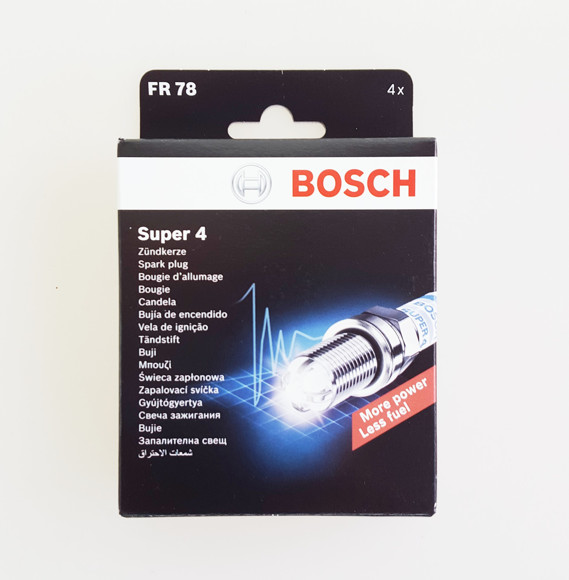 FR 78
4x
BOSCH
Super 4
Zündkerze
Spark plug
Bougie d'allumage
Bougie
Candela
Bujía de encendido
Vela de ignição
Tändstift
Buji
Μπουζί
Świeca zapłonowa
Zapalovací svíčka
Gyújtógyertya
Свеча зажигания
Bujie
Запалителна свещ
شمعات الاحتراق
SUPER 4
More power
Less fuel